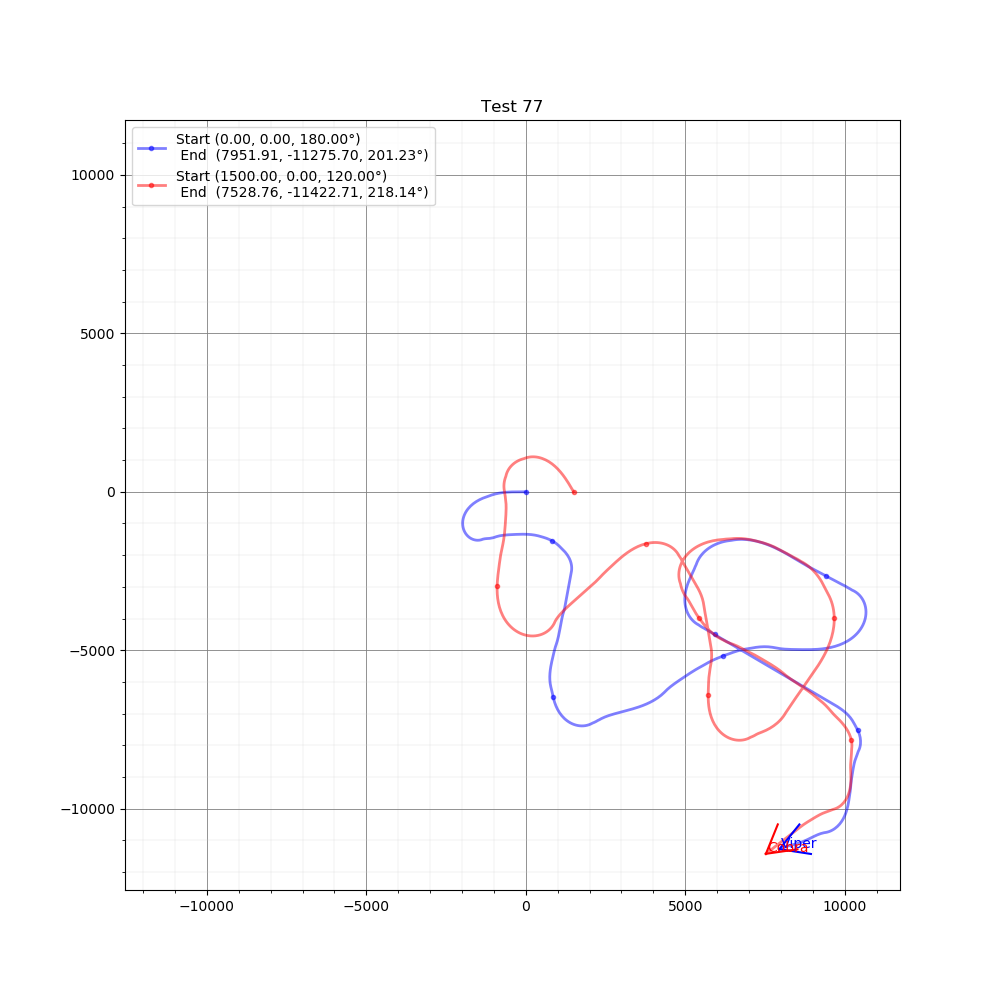 Test 77
Start (0.00, 0.00, 180.00°)
End (7951.91, -11275.70, 201.23°)
Start (1500.00, 0.00, 120.00°)
End (7528.76, -11422.71, 218.14°)
10000
5000
0
−5000
−10000
Viper
−10000
−5000
0
5000
10000